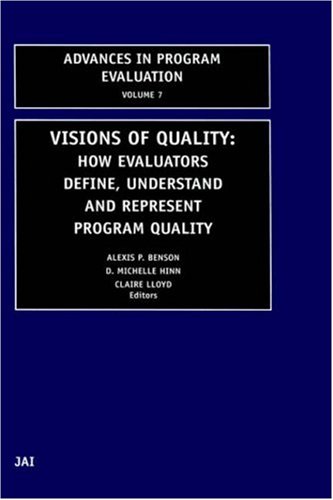 ADVANCES IN PROGRAM
EVALUATION
VOLUME 7
VISIONS OF QUALITY:
HOW EVALUATORS
DEFINE, UNDERSTAND
AND REPRESENT
PROGRAM QUALITY
ALEXIS P. BENSON
D. MICHELLE HINN
CLAIRE LLOYD
Editors
JAI